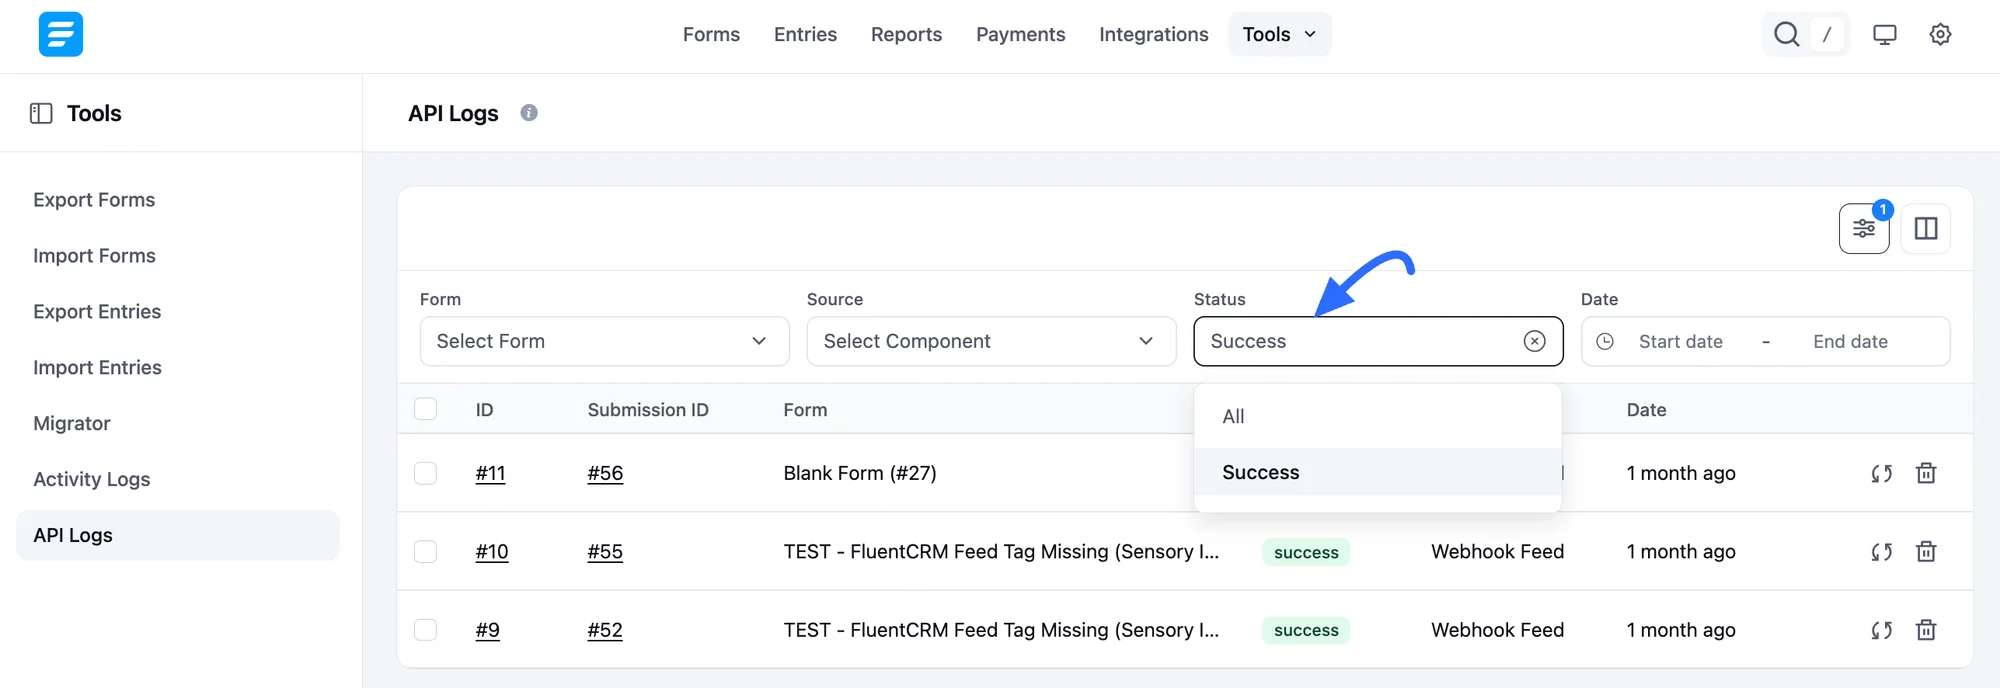 Forms Entries Reports Payments Integrations Tools /
Tools
API Logs
Export Forms
Import Forms
Export Entries
Import Entries
Migrator
Activity Logs
API Logs
1
Form Source Status Date
Select Form Select Component Success Start date - End date
All
Success
ID Submission ID Form Date
#11 #56 Blank Form (#27) 1 month ago
#10 #55 TEST - FluentCRM Feed Tag Missing (Sensory I... success Webhook Feed 1 month ago
#9 #52 TEST - FluentCRM Feed Tag Missing (Sensory I... success Webhook Feed 1 month ago